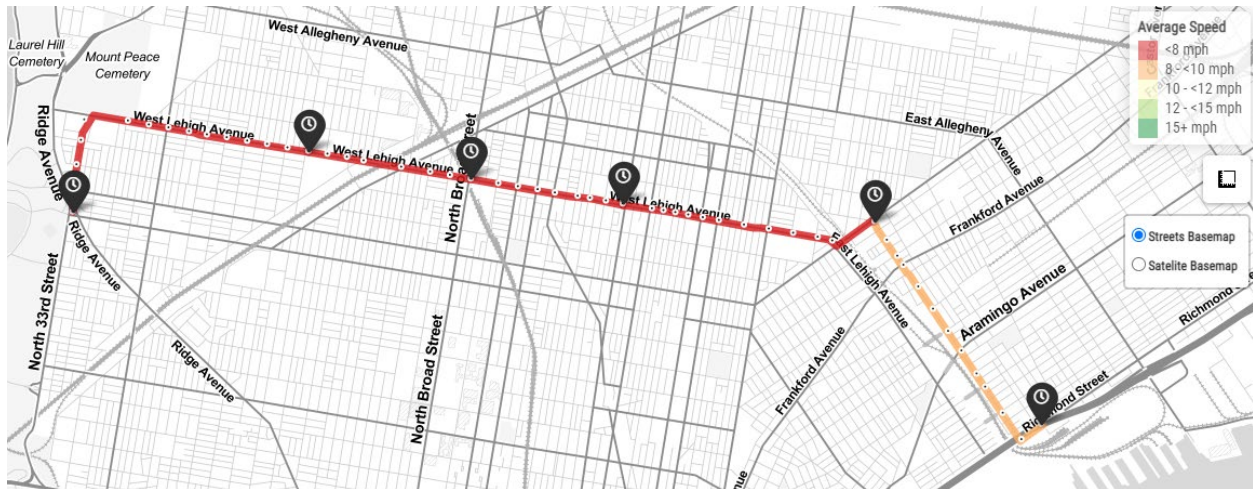 West Allegheny Avenue
Laurel Hill
Cemetery
Mount Peace
Cemetery
Average Speed
<8 mph
8 - <10 mph
10 - <12 mph
12 - <15 mph
15+ mph
Ridge Avenue
West Lehigh Avenue
West Lehigh Avenue
East Allegheny Avenue
Frankford Avenue
West Lehigh Avenue
Streets Basemap
Satelite Basemap
Ridge Avenue
North 33rd Street
Lehigh Avenue
Aramingo Avenue
Richmond
Ridge Avenue
North Broad Street
Frankford Avenue
Richmond Street